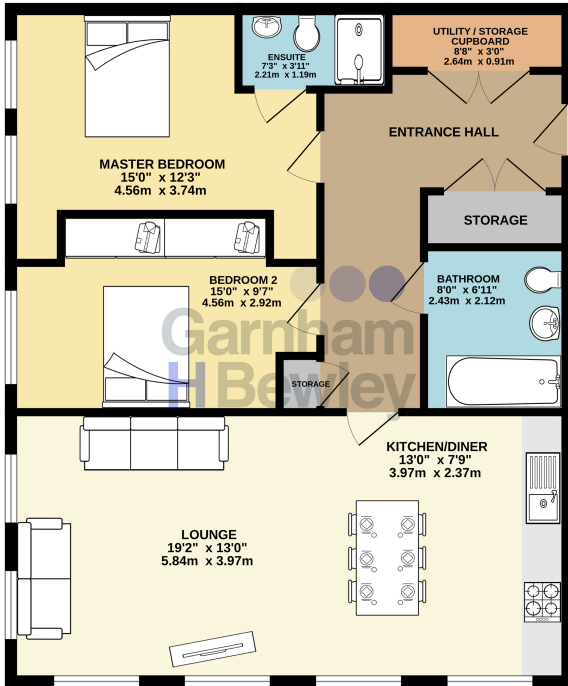 UTILITY / STORAGE
CUPBOARD
8'8" x 3'0"
2.64m x 0.91m
ENSUITE
7'3" x 3'11"
2.21m x 1.19m
ENTRANCE HALL
MASTER BEDROOM
15'0" x 12'3"
4.56m x 3.74m
STORAGE
BEDROOM 2
15'0" x 9'7"
4.56m x 2.92m
BATHROOM
8'0" x 6'11"
2.43m x 2.12m
Garnham
H Bewley
STORAGE
KITCHEN/DINER
13'0" x 7'9"
3.97m x 2.37m
LOUNGE
19'2" x 13'0"
5.84m x 3.97m